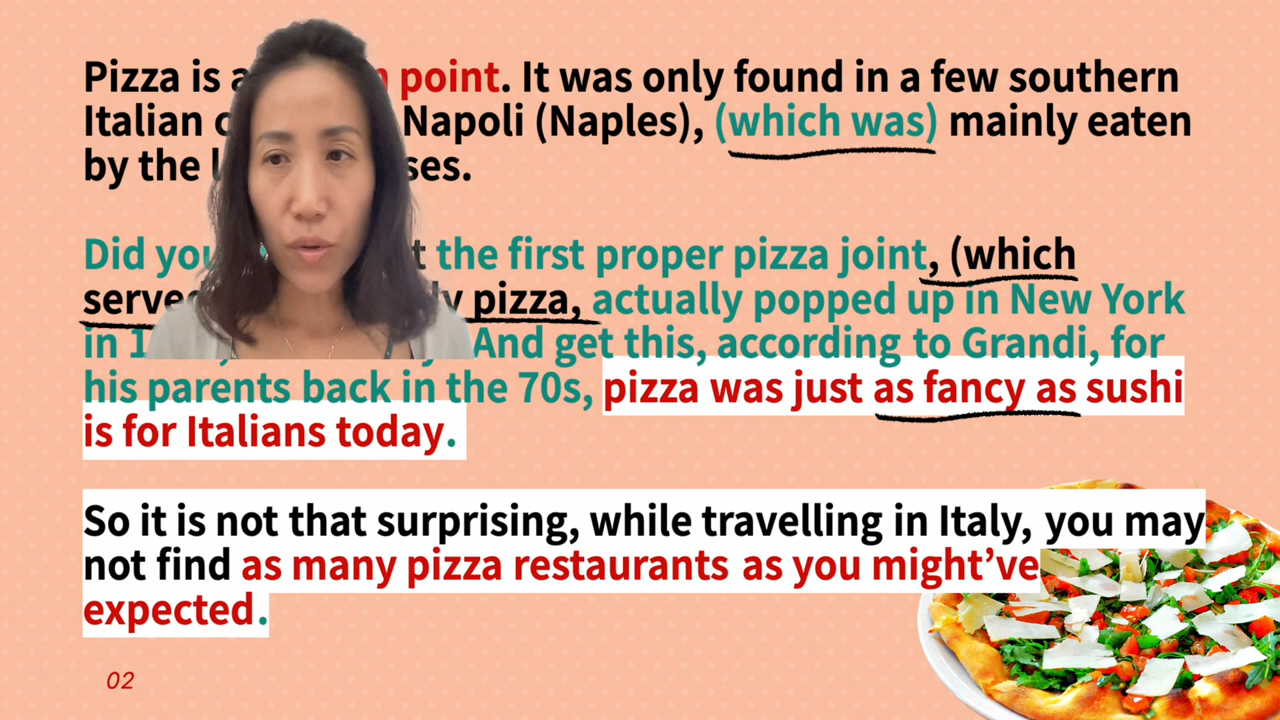 Pizza is a point. It was only found in a few southern
Italian Napoli (Naples), (which was) mainly eaten
by the
Did you the first proper pizza joint, (which
pizza, actually popped up in New York
in And get this, according to Grandi, for
his parents back in the 70s, pizza was just as fancy as sushi
is for Italians today.
So it is not that surprising, while travelling in Italy, you may
not find as many pizza restaurants as you might've
expected.
02